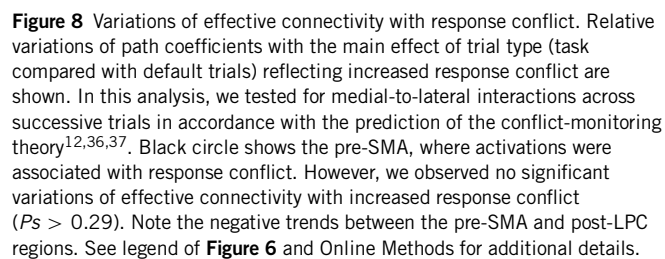 Figure 8 Variations of effective connectivity with response conflict. Relative
variations of path coefficients with the main effect of trial type (task
compared with default trials) reflecting increased response conflict are
shown. In this analysis, we tested for medial-to-lateral interactions across
successive trials in accordance with the prediction of the conflict-monitoring
theory12,36,37. Black circle shows the pre-SMA, where activations were
associated with response conflict. However, we observed no significant
variations of effective connectivity with increased response conflict
(Ps > 0.29). Note the negative trends between the pre-SMA and post-LPC
regions. See legend of Figure 6 and Online Methods for additional details.